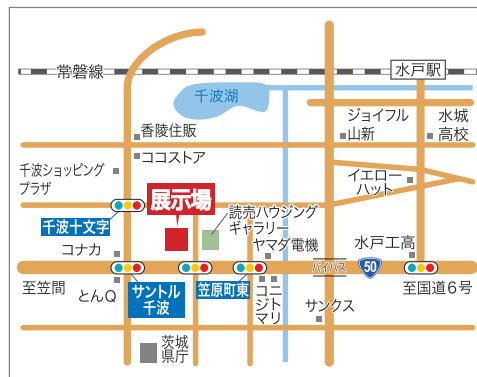 常磐線
水戸駅
千波湖
ジョイフル
山新
水城
高校
香陵住販
ココストア
千波ショッピング
プラザ
イエロー
ハット
展示場
千波十文字
読売ハウジング
ギャラリー
ヤマダ電機
コナカ
水戸工高
バイパス
50
至笠間
とんQ
サントル
千波
笠原町東
コニ
ジト
マリ
サンクス
至国道6号
茨城
県庁